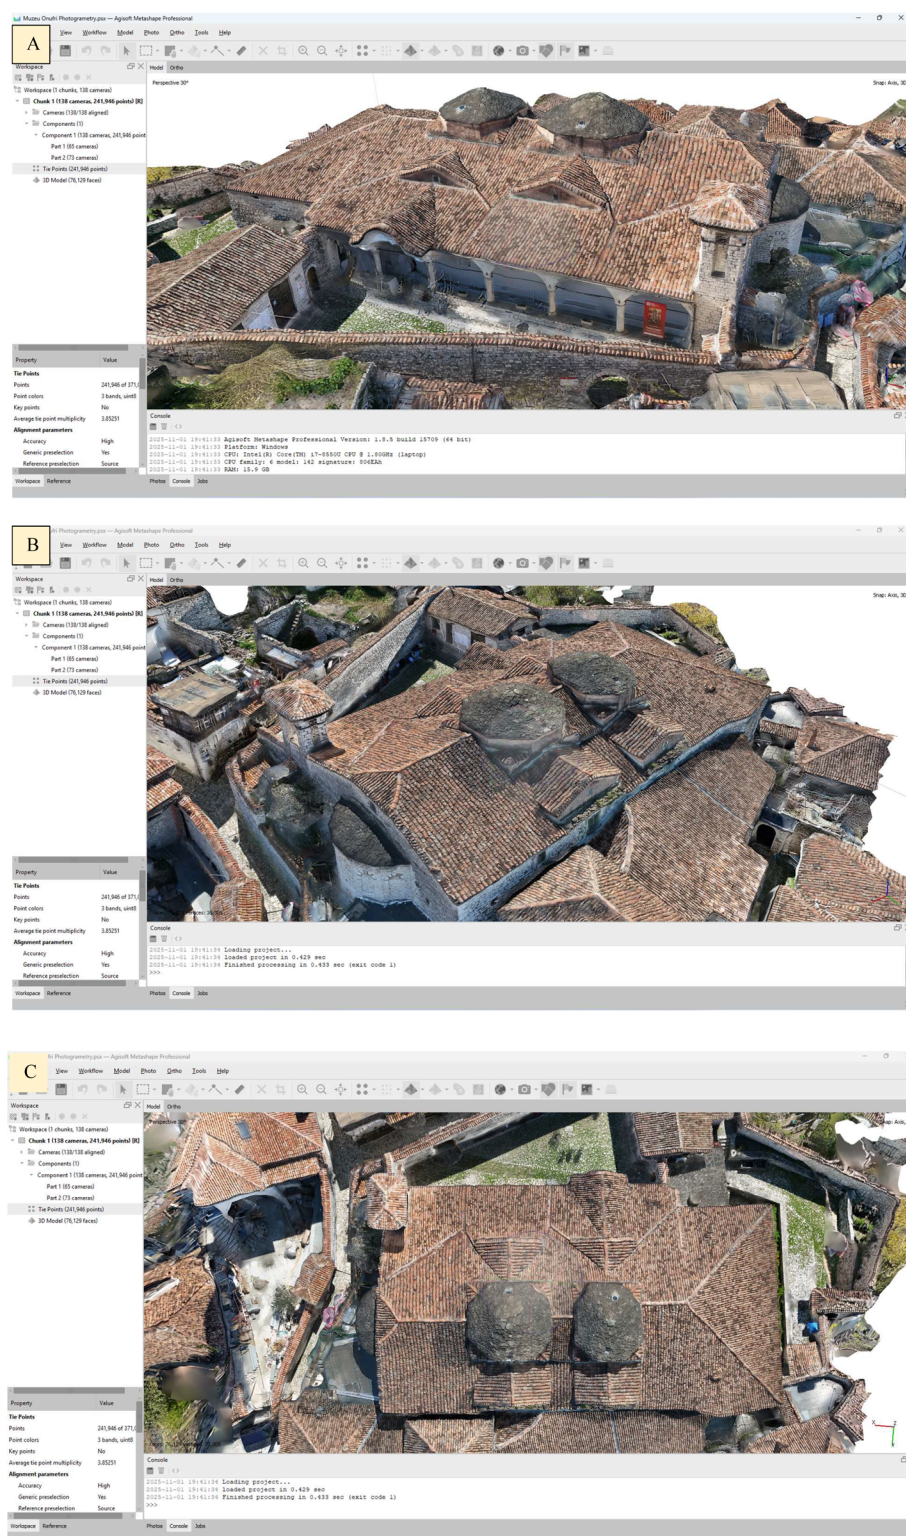 A
Muzeu Onufri Photogrametry.psx — Agisoft Metashape Professional
View Workflow Model Photo Ortho Tools Help
Workspace
Model Ortho
Workspace (1 chunks, 138 cameras)
Chunk 1 (138 cameras, 241,946 points) [R]
Cameras (138/138 aligned)
Components (1)
Component 1 (138 cameras, 241,946 point
Part 1 (65 cameras)
Part 2 (73 cameras)
Tie Points (241,946 points)
3D Model (76,129 faces)
Perspective 30°
Snap: Axis, 3D
Property Value
Tie Points
Points 241,946 of 371,
Point colors 3 bands, uint8
Key points No
Average tie point multiplicity 3.85251
Alignment parameters
Accuracy High
Generic preselection Yes
Reference preselection Source
Workspace Reference
Console
2025-11-01 19:41:33 Agisoft Metashape Professional Version: 1.8.5 build 15709 (64 bit)
2025-11-01 19:41:33 Platform: Windows
2025-11-01 19:41:33 CPU: Intel(R) Core(TM) i7-8550U CPU @ 1.80GHz (laptop)
2025-11-01 19:41:33 CPU family: 6 model: 142 signature: 806EAh
2025-11-01 19:41:33 RAM: 15.9 GB
Photos Console Jobs
B
Photogrametry.psx — Agisoft Metashape Professional
View Workflow Model Photo Ortho Tools Help
Workspace
Model Ortho
Workspace (1 chunks, 138 cameras)
Chunk 1 (138 cameras, 241,946 points) [R]
Cameras (138/138 aligned)
Components (1)
Component 1 (138 cameras, 241,946 point
Part 1 (65 cameras)
Part 2 (73 cameras)
Tie Points (241,946 points)
3D Model (76,129 faces)
Snap: Axis, 3D
Property Value
Tie Points
Points 241,946 of 371,
Point colors 3 bands, uint8
Key points No
Average tie point multiplicity 3.85251
Alignment parameters
Accuracy High
Generic preselection Yes
Reference preselection Source
Workspace Reference
Console
2025-11-01 19:41:34 Loading project...
2025-11-01 19:41:34 loaded project in 0.429 sec
2025-11-01 19:41:34 Finished processing in 0.433 sec (exit code 1)
>>>
Photos Console Jobs
C
Photogrametry.psx — Agisoft Metashape Professional
View Workflow Model Photo Ortho Tools Help
Workspace
Model Ortho
Workspace (1 chunks, 138 cameras)
Chunk 1 (138 cameras, 241,946 points) [R]
Cameras (138/138 aligned)
Components (1)
Component 1 (138 cameras, 241,946 point
Part 1 (65 cameras)
Part 2 (73 cameras)
Tie Points (241,946 points)
3D Model (76,129 faces)
Perspective 30°
Snap: Axis,
X Z
Property Value
Tie Points
Points 241,946 of 371,
Point colors 3 bands, uint8
Key points No
Average tie point multiplicity 3.85251
Alignment parameters
Accuracy High
Generic preselection Yes
Reference preselection Source
Workspace Reference
Console
2025-11-01 19:41:34 Loading project...
2025-11-01 19:41:34 loaded project in 0.429 sec
2025-11-01 19:41:34 Finished processing in 0.433 sec (exit code 1)
>>>
Photos Console Jobs